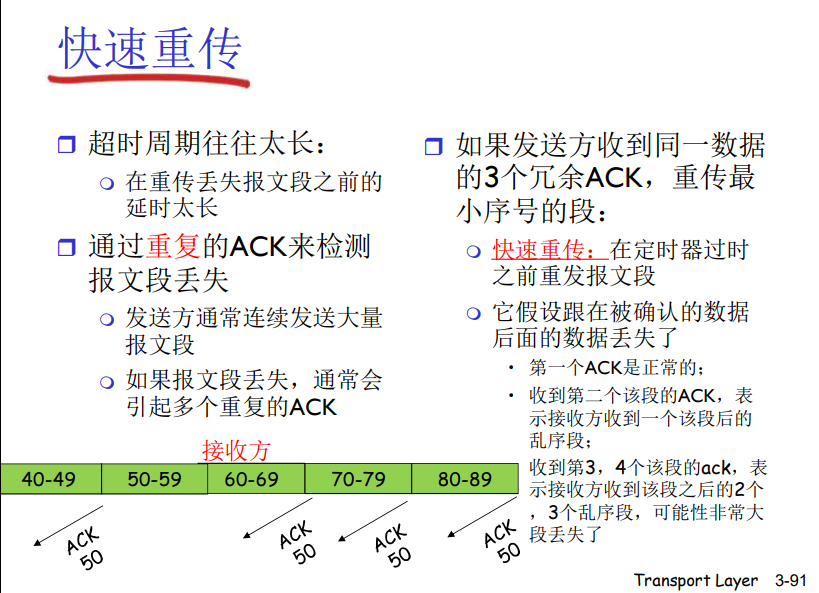 快速重传
超时周期往往太长：
在重传丢失报文段之前的
延时太长
通过重复的ACK来检测
报文段丢失
发送方通常连续发送大量
报文段
如果报文段丢失，通常会
引起多个重复的ACK
如果发送方收到同一数据
的3个冗余ACK，重传最
小序号的段：
快速重传：在定时器过时
之前重发报文段
它假设跟在被确认的数据
后面的数据丢失了
第一个ACK是正常的；
收到第二个该段的ACK，表
示接收方收到一个该段后的
乱序段；
收到第3，4个该段的ack，表
示接收方收到该段之后的2个
，3个乱序段，可能性非常大
段丢失了
接收方
40-49 50-59 60-69 70-79 80-89
ACK
50
ACK
50
ACK
50
ACK
50
Transport Layer 3-91